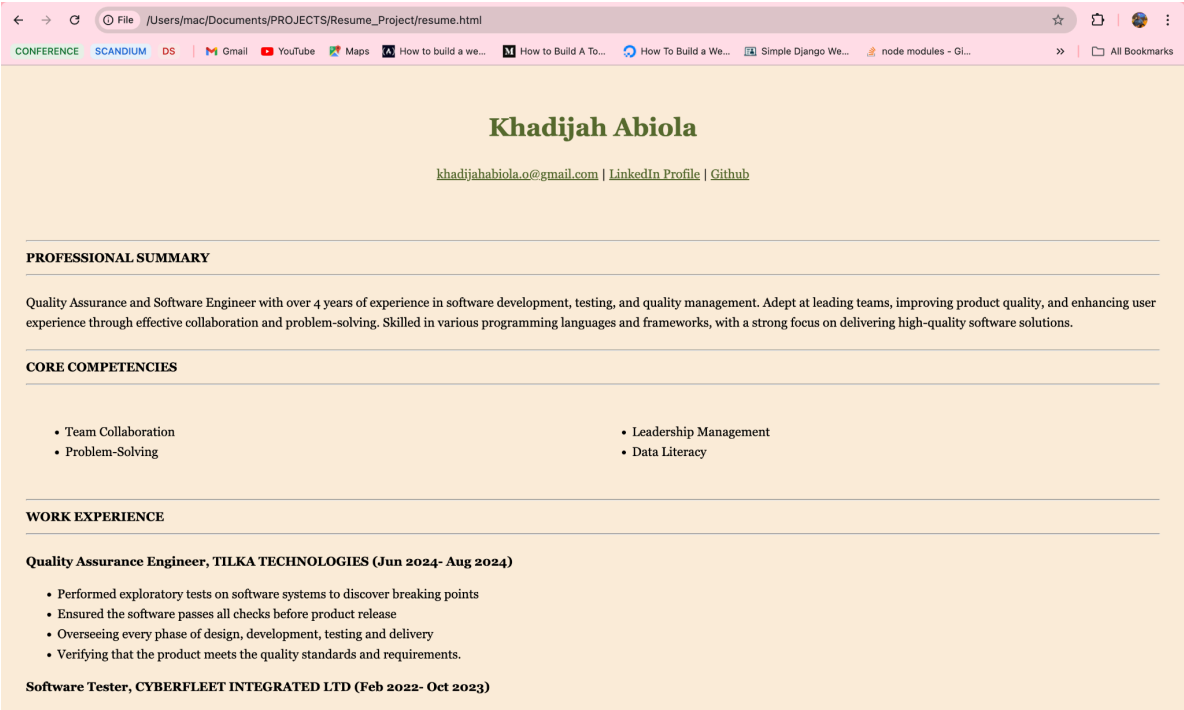 File /Users/mac/Documents/PROJECTS/Resume_Project/resume.html
CONFERENCE SCANDIUM DS Gmail YouTube Maps How to build a we... How to Build A To... How To Build a We... Simple Django We... node modules - Gi... » All Bookmarks
Khadijah Abiola
khadijahabiola.o@gmail.com | LinkedIn Profile | Github
PROFESSIONAL SUMMARY
Quality Assurance and Software Engineer with over 4 years of experience in software development, testing, and quality management. Adept at leading teams, improving product quality, and enhancing user
experience through effective collaboration and problem-solving. Skilled in various programming languages and frameworks, with a strong focus on delivering high-quality software solutions.
CORE COMPETENCIES
• Team Collaboration
• Problem-Solving
• Leadership Management
• Data Literacy
WORK EXPERIENCE
Quality Assurance Engineer, TILKA TECHNOLOGIES (Jun 2024- Aug 2024)
• Performed exploratory tests on software systems to discover breaking points
• Ensured the software passes all checks before product release
• Overseeing every phase of design, development, testing and delivery
• Verifying that the product meets the quality standards and requirements.
Software Tester, CYBERFLEET INTEGRATED LTD (Feb 2022- Oct 2023)